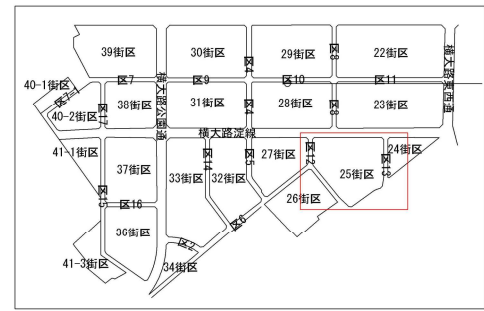 39街区
30街区
29街区
22街区
区8
区4
横大路公園通
横大路東西通
40-1街区
区7
区9
区10
区11
40-2街区
区17
38街区
31街区
区4
28街区
区8
23街区
横大路淀線
41-1街区
37街区
33街区
区14
32街区
区5
27街区
区12
25街区
区13
24街区
区15
区16
26街区
36街区
区6
区2
41-3街区
34街区